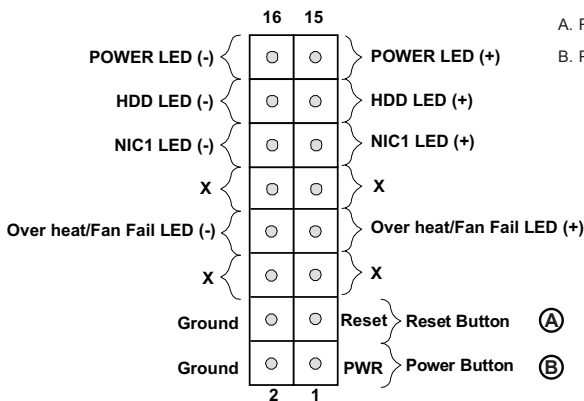 16 15
A. F
POWER LED (-) POWER LED (+)
B. F
HDD LED (-) HDD LED (+)
NIC1 LED (-) NIC1 LED (+)
X X
Over heat/Fan Fail LED (-) Over heat/Fan Fail LED (+)
X X
Ground Reset Reset Button A
Ground PWR Power Button B
2 1